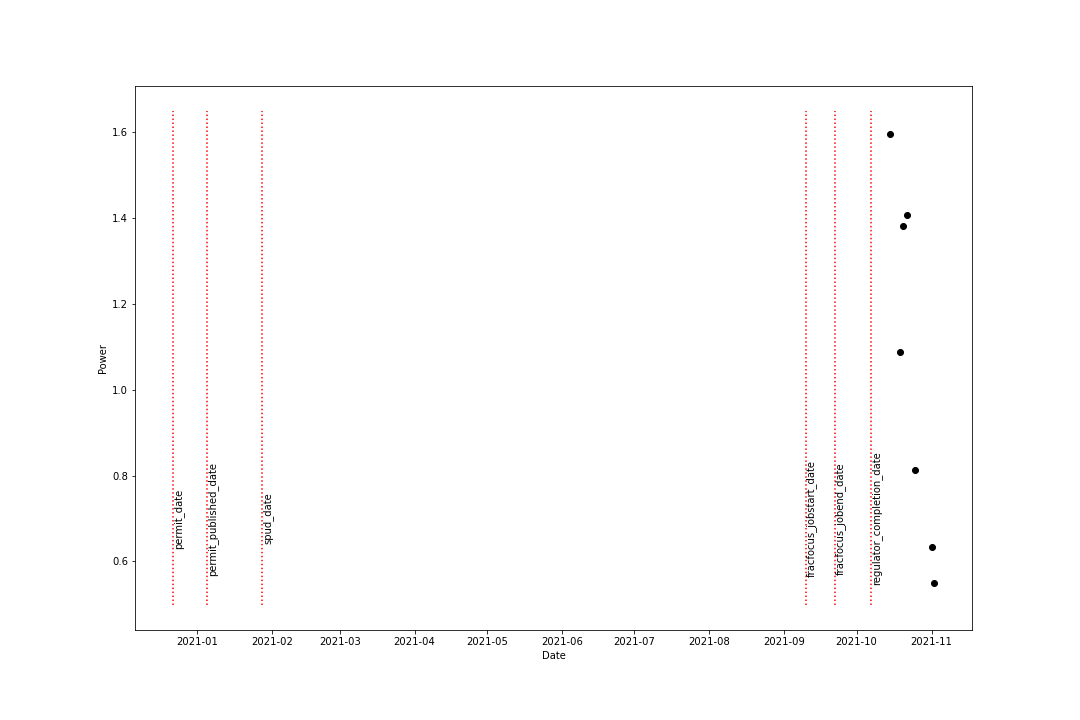 1.6
1.4
1.2
1.0
0.8
0.6
Power
permit_date
permit_published_date
spud_date
fracfocus_jobstart_date
fracfocus_jobend_date
regulator_completion_date
2021-01
2021-02
2021-03
2021-04
2021-05
2021-06
2021-07
2021-08
2021-09
2021-10
2021-11
Date